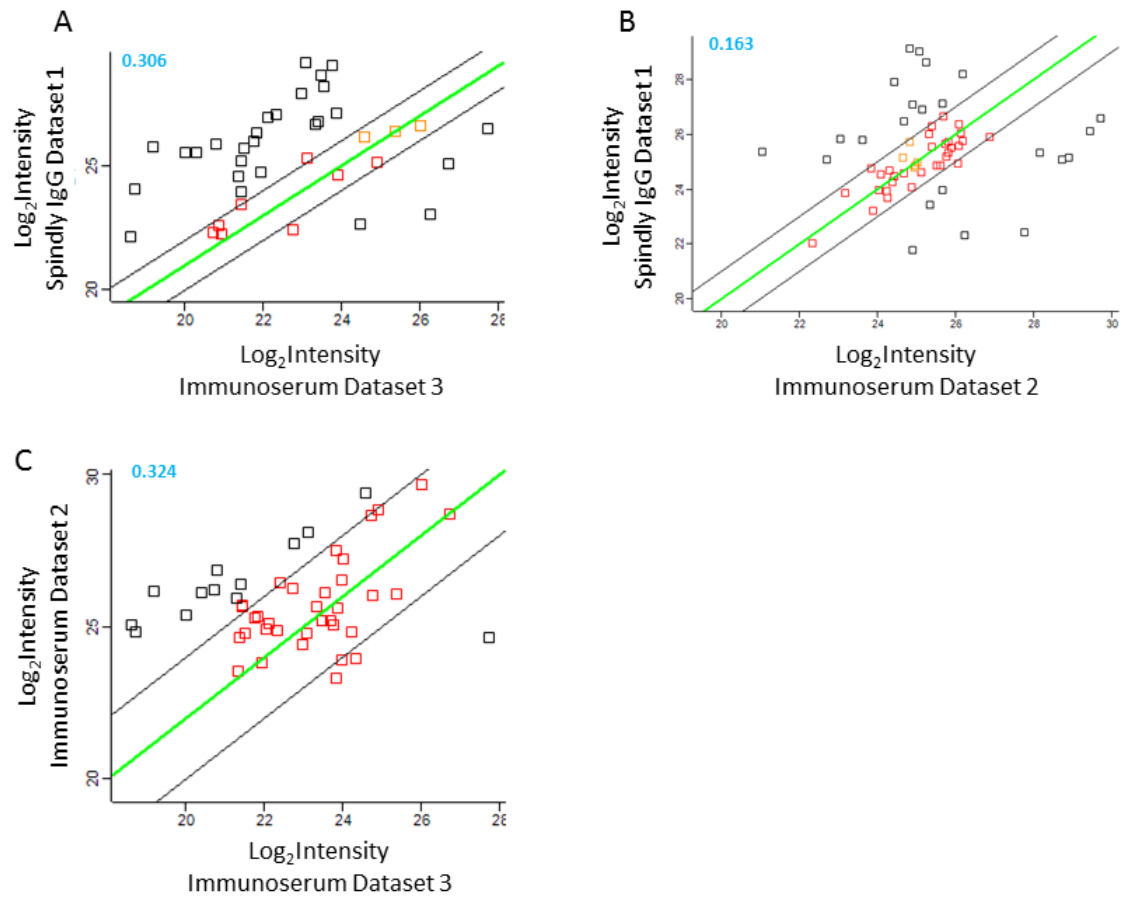 A
0.306
Log₂Intensity
Spindly IgG Dataset 1
25
20
20 22 24 26 28
Log₂Intensity
Immunoserum Dataset 3
B
0.163
Log₂Intensity
Spindly IgG Dataset 1
28
26
24
22
20
20 22 24 26 28 30
Log₂Intensity
Immunoserum Dataset 2
C
0.324
Log₂Intensity
Immunoserum Dataset 2
30
25
20
20 22 24 26 28
Log₂Intensity
Immunoserum Dataset 3